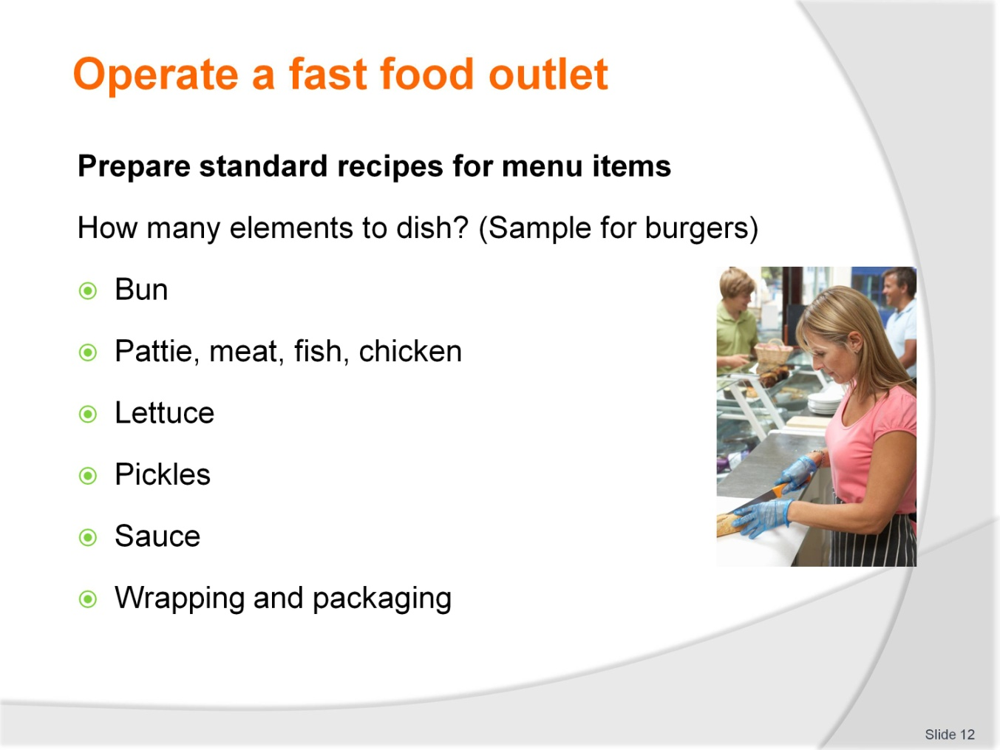 Operate a fast food outlet
Prepare standard recipes for menu items
How many elements to dish? (Sample for burgers)
Bun
Pattie, meat, fish, chicken
Lettuce
Pickles
Sauce
Wrapping and packaging
Slide 12